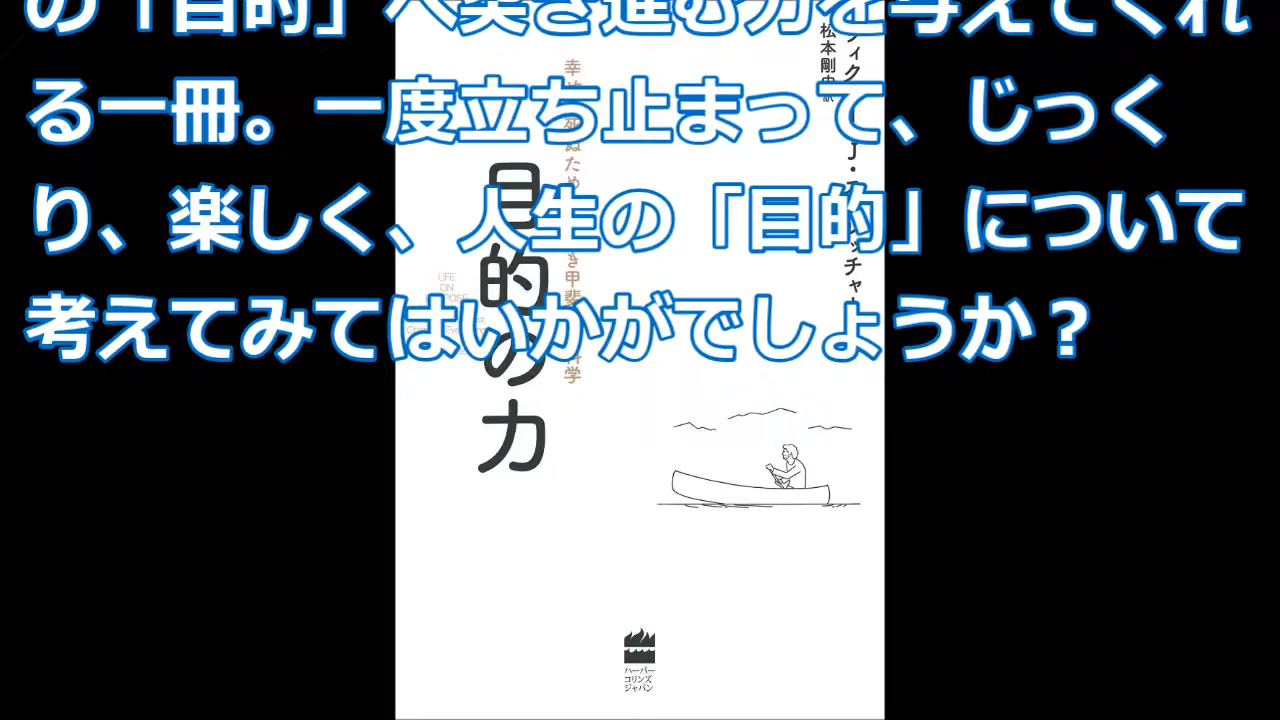 の「目的」へ突き進む力を与えてくれ
る一冊。一度立ち止まって、じっく
り、楽しく、人生の「目的」について
考えてみてはいかがでしょうか？
松本剛史訳
目的の力
LIFE
ON
ハーパー
コリンズ
ジャパン